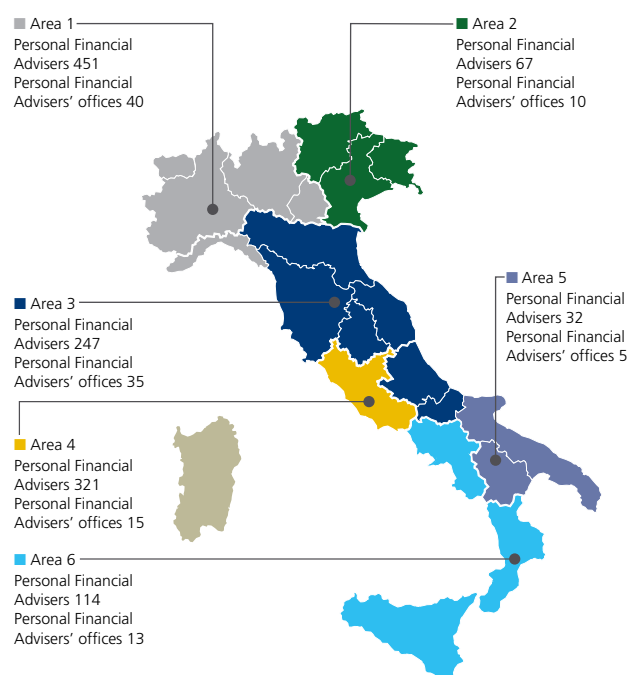 Area 1
Personal Financial
Advisers 451
Personal Financial
Advisers' offices 40
Area 2
Personal Financial
Advisers 67
Personal Financial
Advisers' offices 10
Area 5
Personal Financial
Advisers 32
Personal Financial
Advisers' offices 5
Area 3
Personal Financial
Advisers 247
Personal Financial
Advisers' offices 35
Area 4
Personal Financial
Advisers 321
Personal Financial
Advisers' offices 15
Area 6
Personal Financial
Advisers 114
Personal Financial
Advisers' offices 13